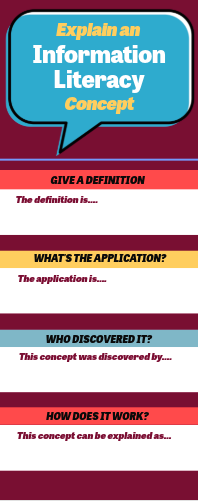 Explain an
Information
Literacy
Concept
GIVE A DEFINITION
The definition is....
WHAT'S THE APPLICATION?
The application is....
WHO DISCOVERED IT?
This concept was discovered by....
HOW DOES IT WORK?
This concept can be explained as...